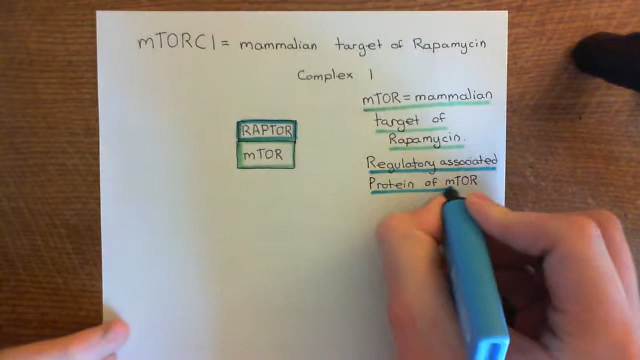 mTORC1 = mammalian target of Rapamycin
Complex 1
RAPTOR
mTOR
mTOR = mammalian
target of
Rapamycin.
Regulatory associated
Protein of mTOR